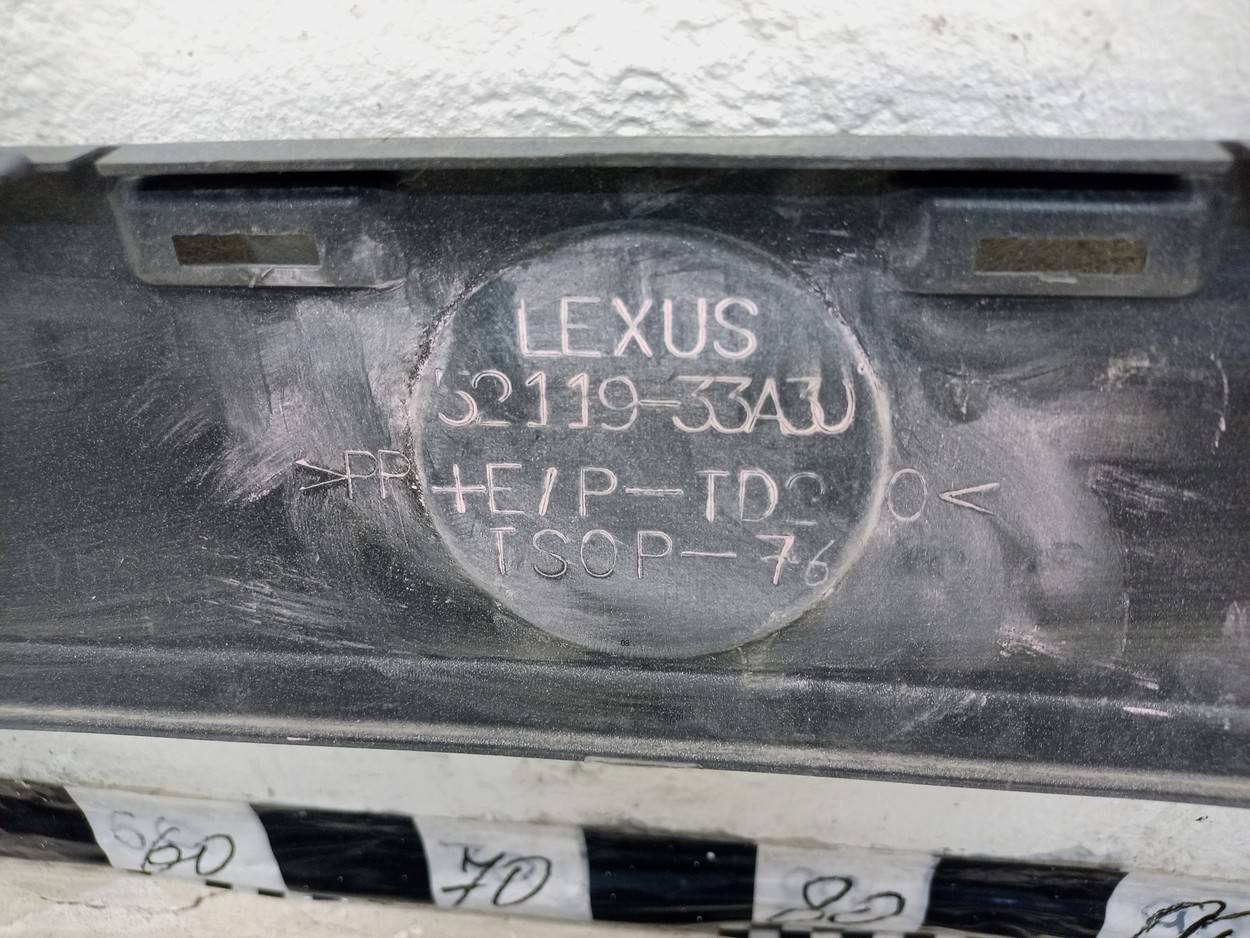 LEXUS
52119-33A30
>PP+E/P-TD20<
TSOP-76
60 70 80